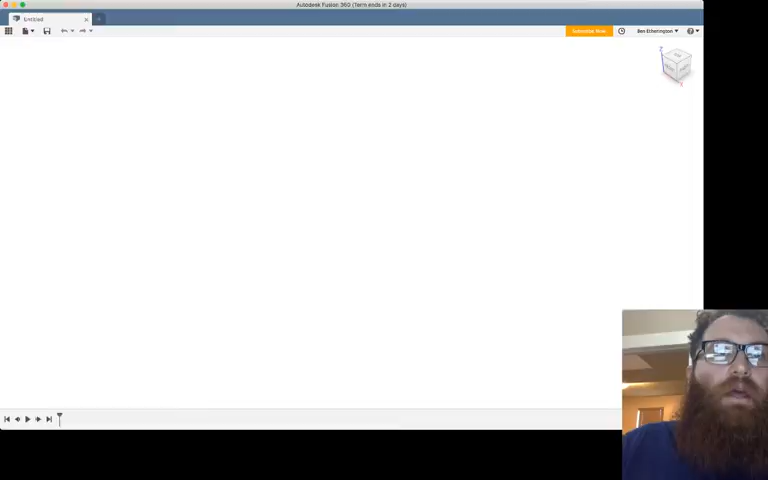 Autodesk Fusion 360 (Term ends in 2 days)
Untitled
Subscribe Now
Ben Etherington
Z